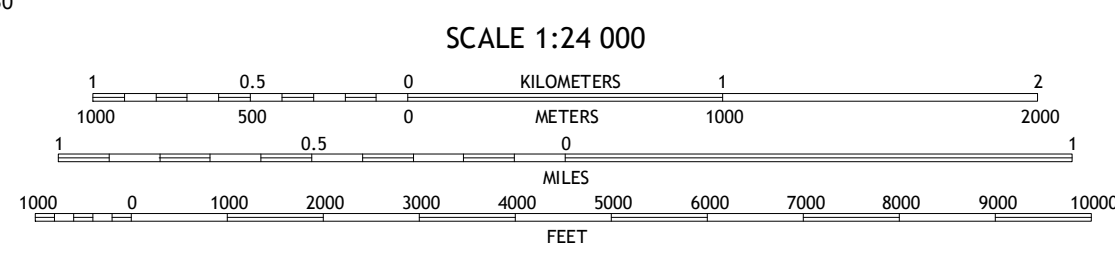 SCALE 1:24 000
1 0.5 0 KILOMETERS 1 2
1000 500 0 METERS 1000 2000
1 0.5 0 1
MILES
1000 0 1000 2000 3000 4000 5000 6000 7000 8000 9000 10000
FEET